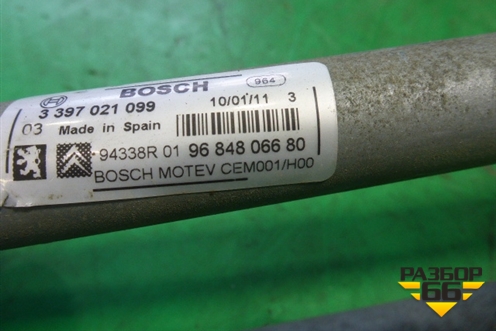 BOSCH
964
3 397 021 099
10/01/11 3
03 Made in Spain
94338R 01 96 848 066 80
BOSCH MOTEV CEM001/H00
РАЗБОР
66